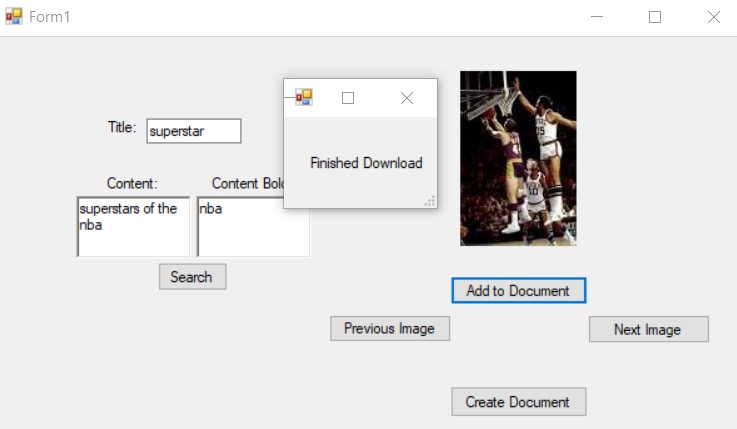 Form1
Title:
superstar
Content:
Content Bol
superstars of the
nba
nba
Search
Finished Download
Add to Document
Previous Image
Next Image
Create Document